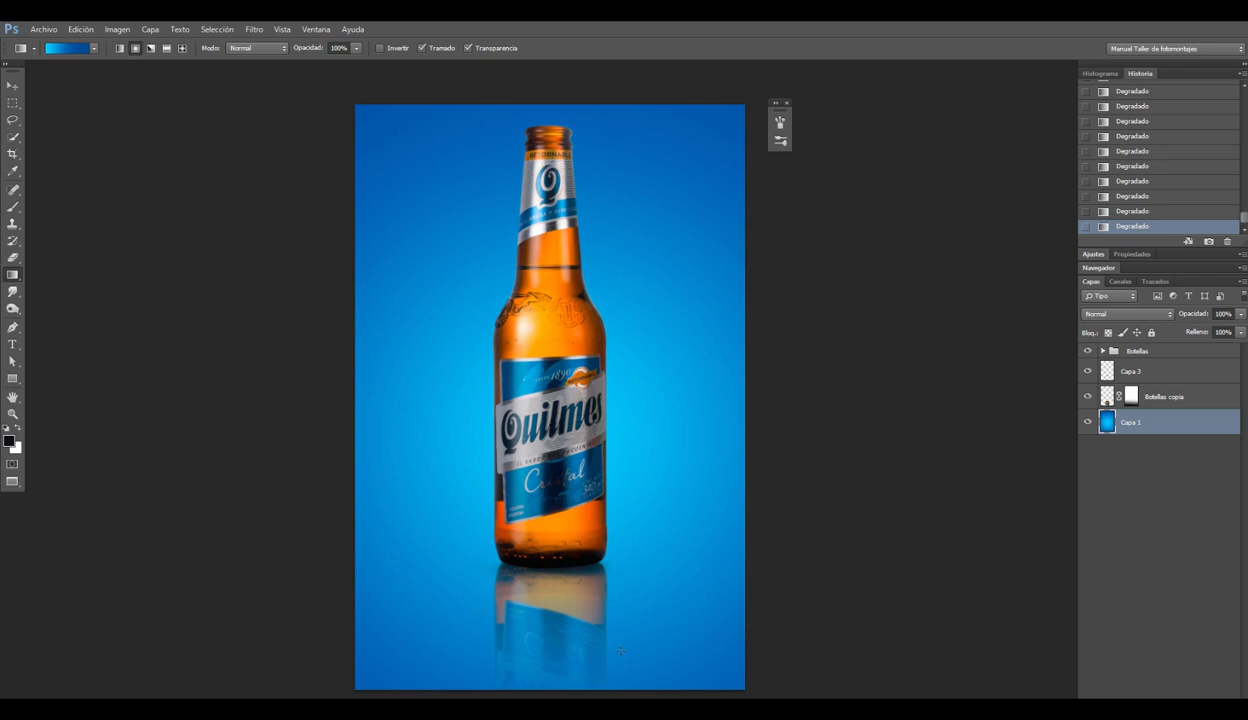 Ps Archivo Edición Imagen Capa Texto Selección Filtro Vista Ventana Ayuda
Modo: Normal Opacidad: 100% Invertir Tramado Transparencia
Manuel Taller de fotomontajes
Histograma Historia
Degradado
Degradado
Degradado
Degradado
Degradado
Degradado
Degradado
Degradado
Degradado
Degradado
Ajustes Propiedades
Navegador
Capas Canales Trazados
Tipo
Normal Opacidad: 100%
Bloq.: Relleno: 100%
Botellas
Capa 3
Botellas copia
Capa 1
RETORNABLE
Q
1890
Quilmes
Cristal
340